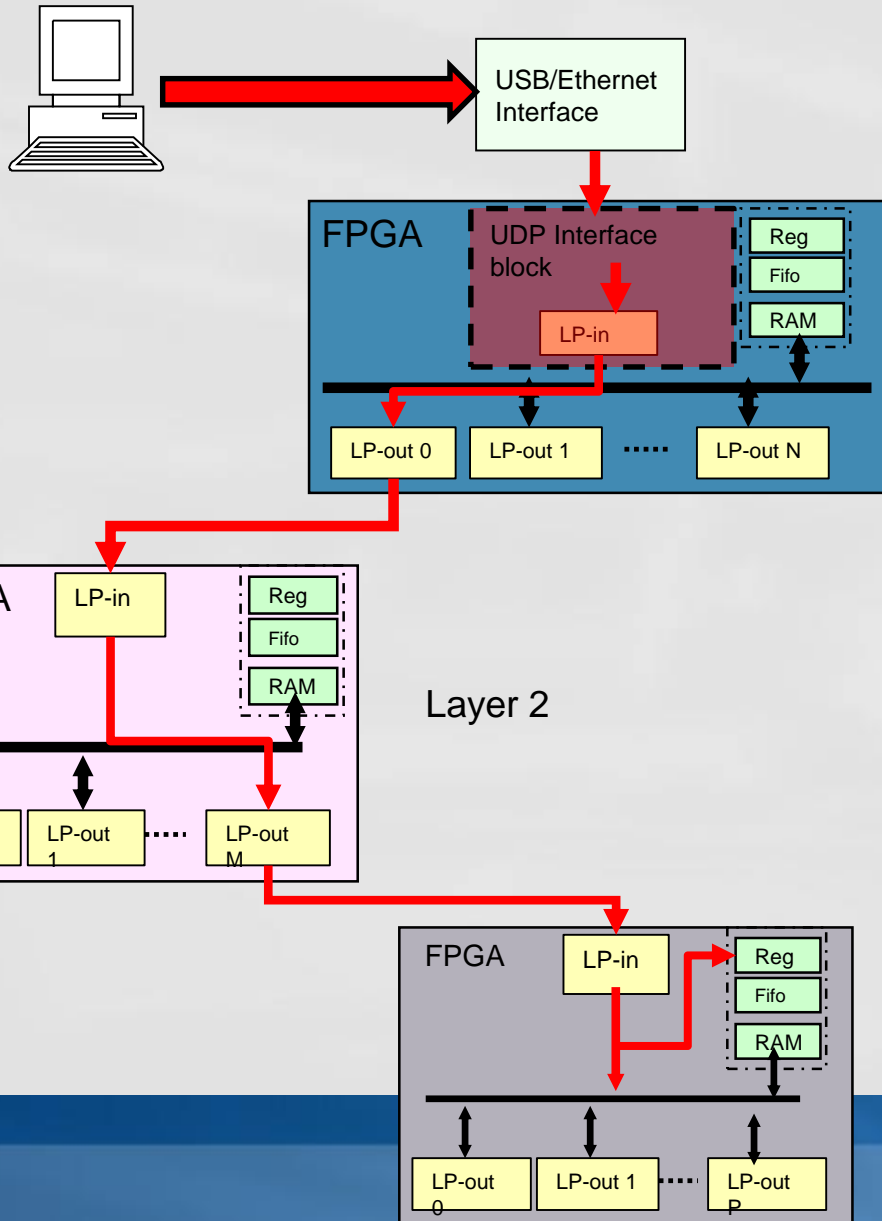 USB/Ethernet
Interface
FPGA
UDP Interface
block
Reg
Fifo
RAM
LP-in
LP-out 0
LP-out 1
LP-out N
A
LP-in
Reg
Fifo
RAM
Layer 2
LP-out
1
LP-out
M
FPGA
LP-in
Reg
Fifo
RAM
LP-out
0
LP-out 1
LP-out
P